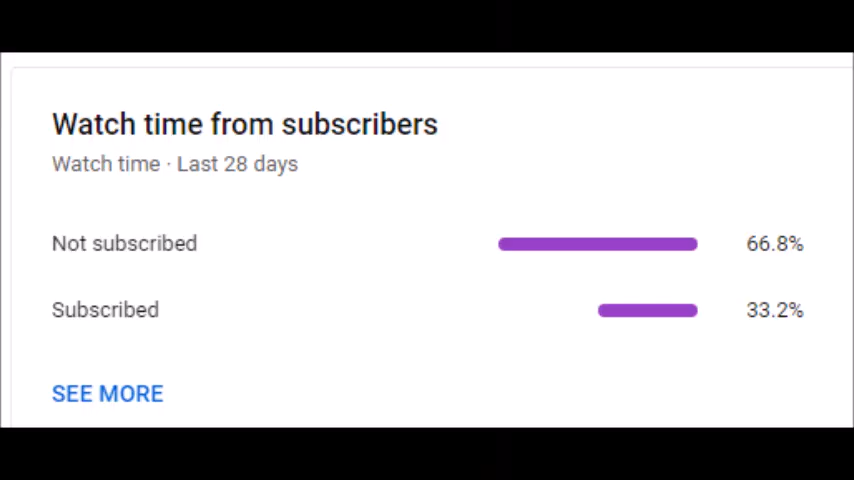 Watch time from subscribers
Watch time · Last 28 days
Not subscribed 66.8%
Subscribed 33.2%
SEE MORE